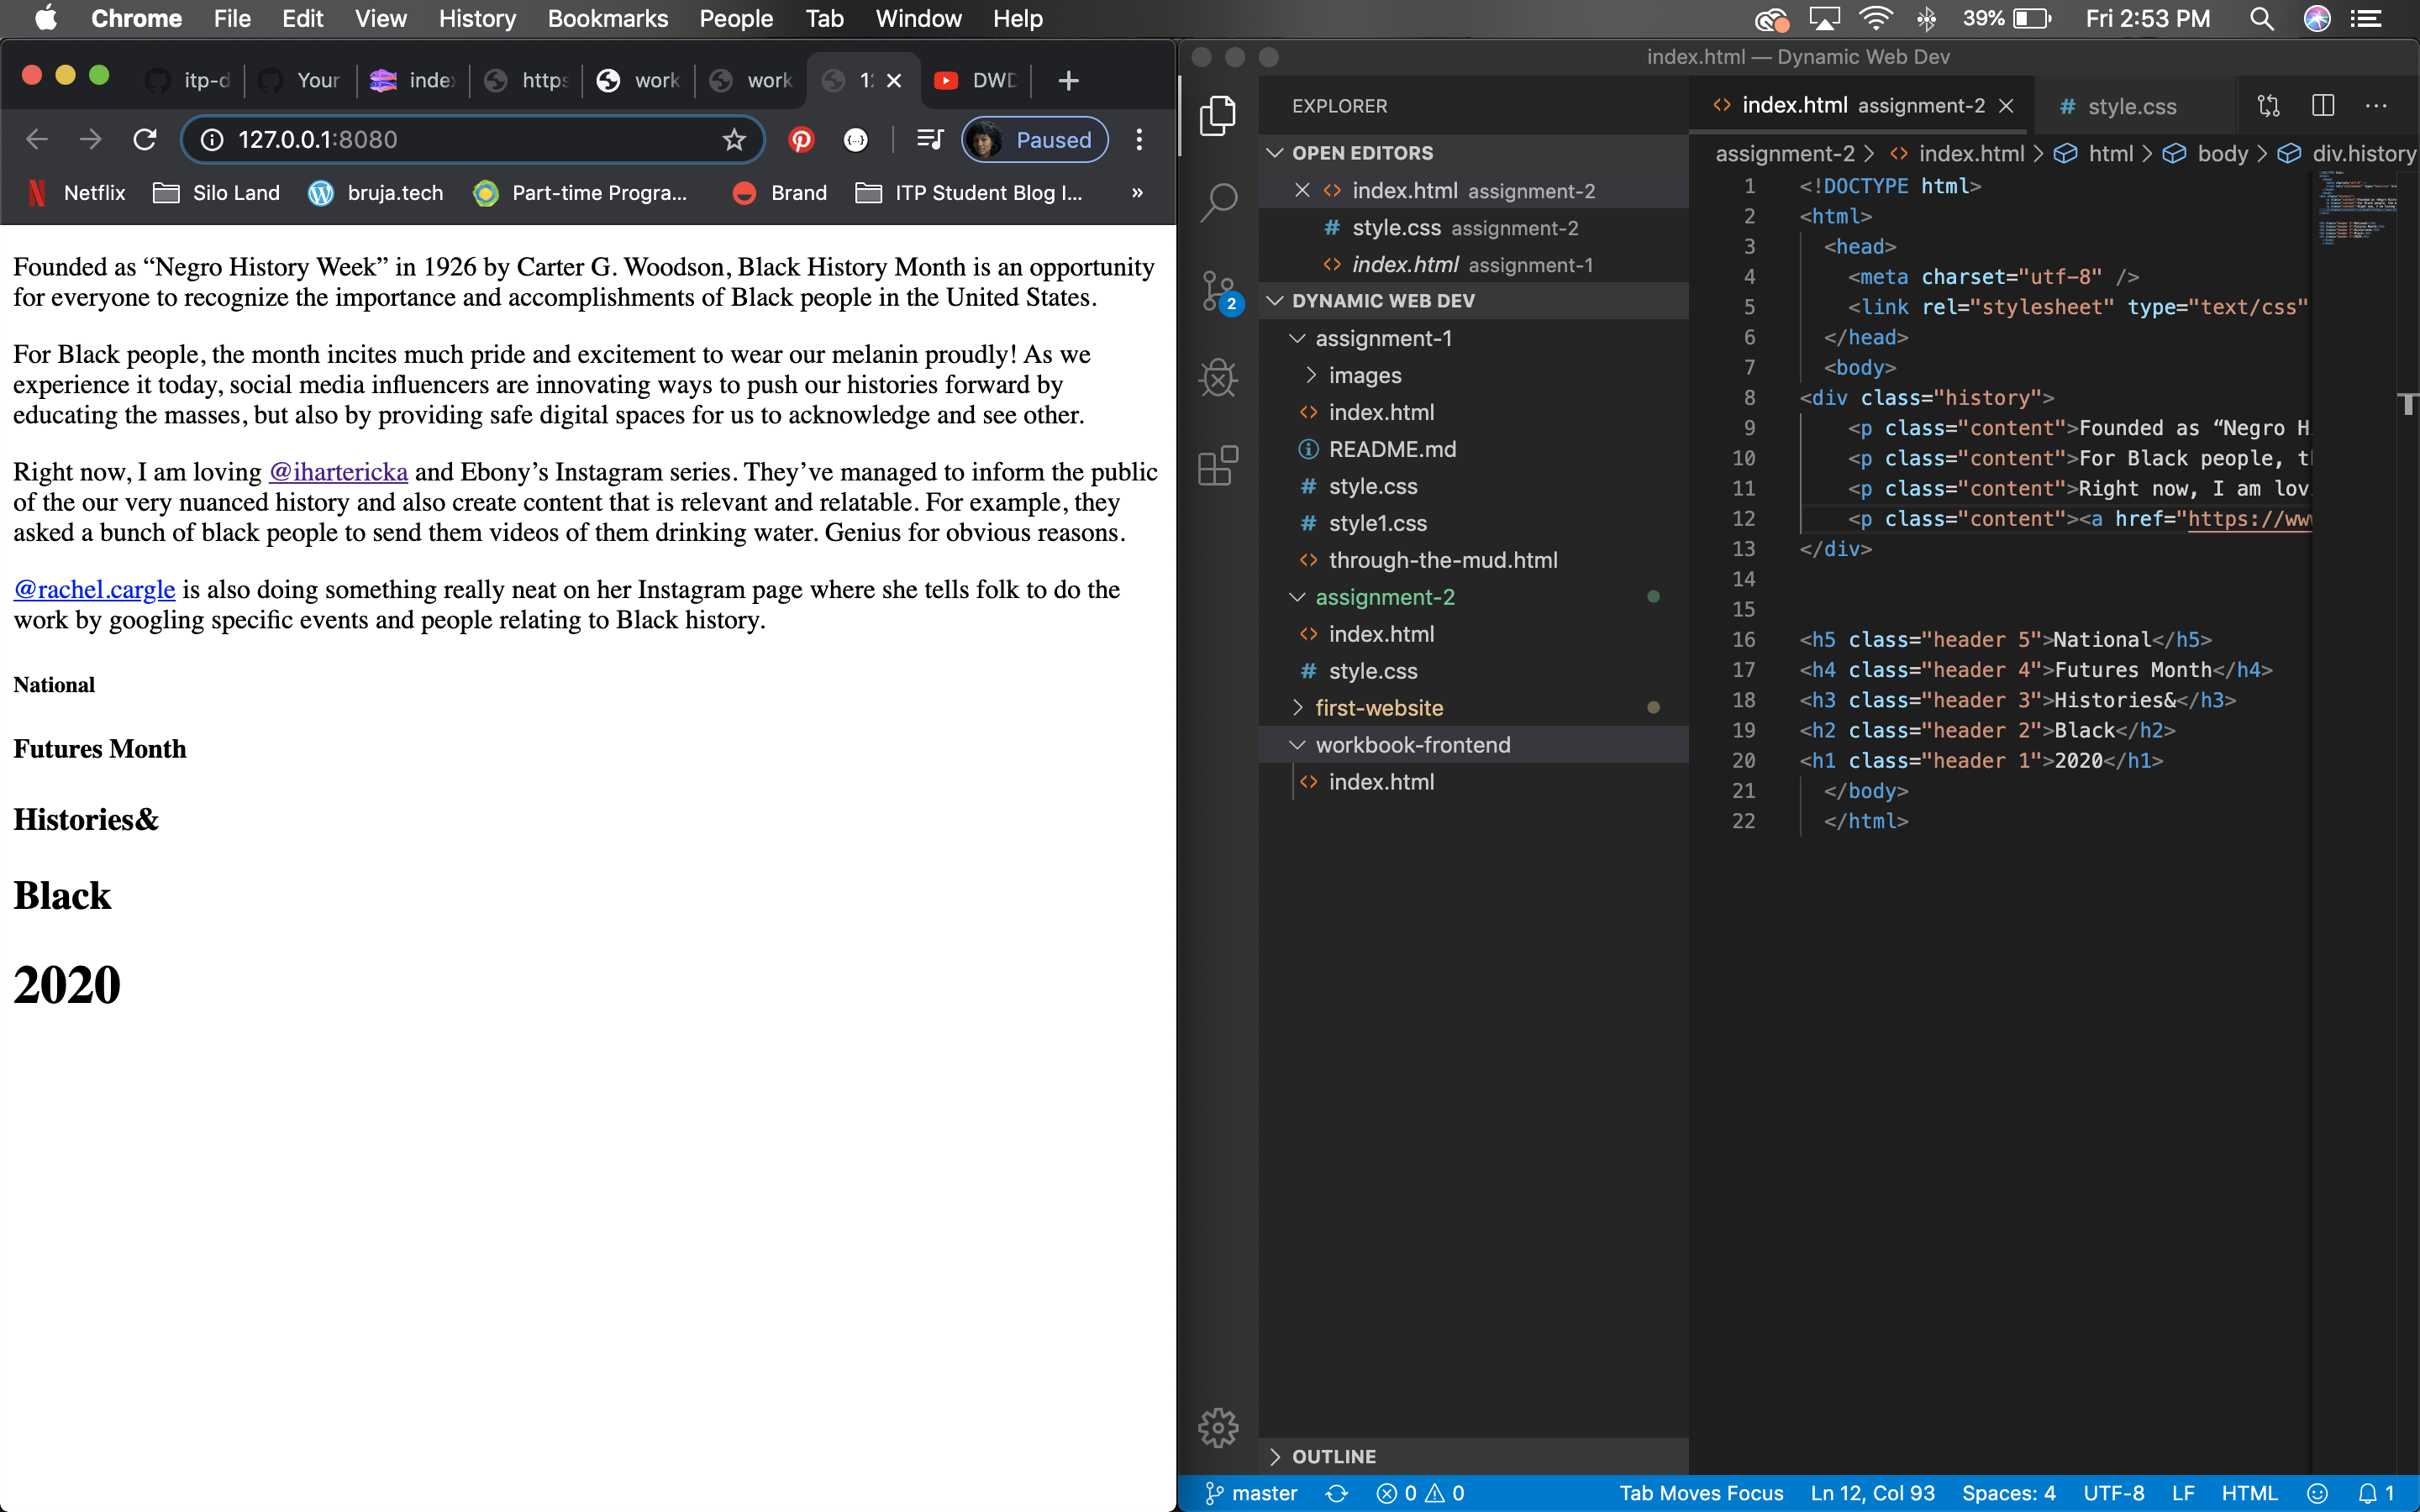 Chrome File Edit View History Bookmarks People Tab Window Help 39% Fri 2:53 PM
itp-d Your index https work work 1: DWD
127.0.0.1:8080 Paused
Netflix Silo Land bruja.tech Part-time Progra... Brand ITP Student Blog I... »
Founded as “Negro History Week” in 1926 by Carter G. Woodson, Black History Month is an opportunity
for everyone to recognize the importance and accomplishments of Black people in the United States.
For Black people, the month incites much pride and excitement to wear our melanin proudly! As we
experience it today, social media influencers are innovating ways to push our histories forward by
educating the masses, but also by providing safe digital spaces for us to acknowledge and see other.
Right now, I am loving @ihartericka and Ebony’s Instagram series. They’ve managed to inform the public
of the our very nuanced history and also create content that is relevant and relatable. For example, they
asked a bunch of black people to send them videos of them drinking water. Genius for obvious reasons.
@rachel.cargle is also doing something really neat on her Instagram page where she tells folk to do the
work by googling specific events and people relating to Black history.
National
Futures Month
Histories&
Black
2020
index.html — Dynamic Web Dev
EXPLORER
OPEN EDITORS
index.html assignment-2
style.css assignment-2
index.html assignment-1
DYNAMIC WEB DEV
assignment-1
images
index.html
README.md
style.css
style1.css
through-the-mud.html
assignment-2
index.html
style.css
first-website
workbook-frontend
index.html
OUTLINE
2
index.html assignment-2 # style.css ...
assignment-2 > index.html > html > body > div.history
1 <!DOCTYPE html>
2 <html>
3 <head>
4 <meta charset="utf-8" />
5 <link rel="stylesheet" type="text/css"
6 </head>
7 <body>
8 <div class="history">
9 <p class="content">Founded as “Negro H
10 <p class="content">For Black people, t
11 <p class="content">Right now, I am lov
12 <p class="content"><a href="https://ww
13 </div>
14
15
16 <h5 class="header 5">National</h5>
17 <h4 class="header 4">Futures Month</h4>
18 <h3 class="header 3">Histories&</h3>
19 <h2 class="header 2">Black</h2>
20 <h1 class="header 1">2020</h1>
21 </body>
22 </html>
master 0 0 Tab Moves Focus Ln 12, Col 93 Spaces: 4 UTF-8 LF HTML 1